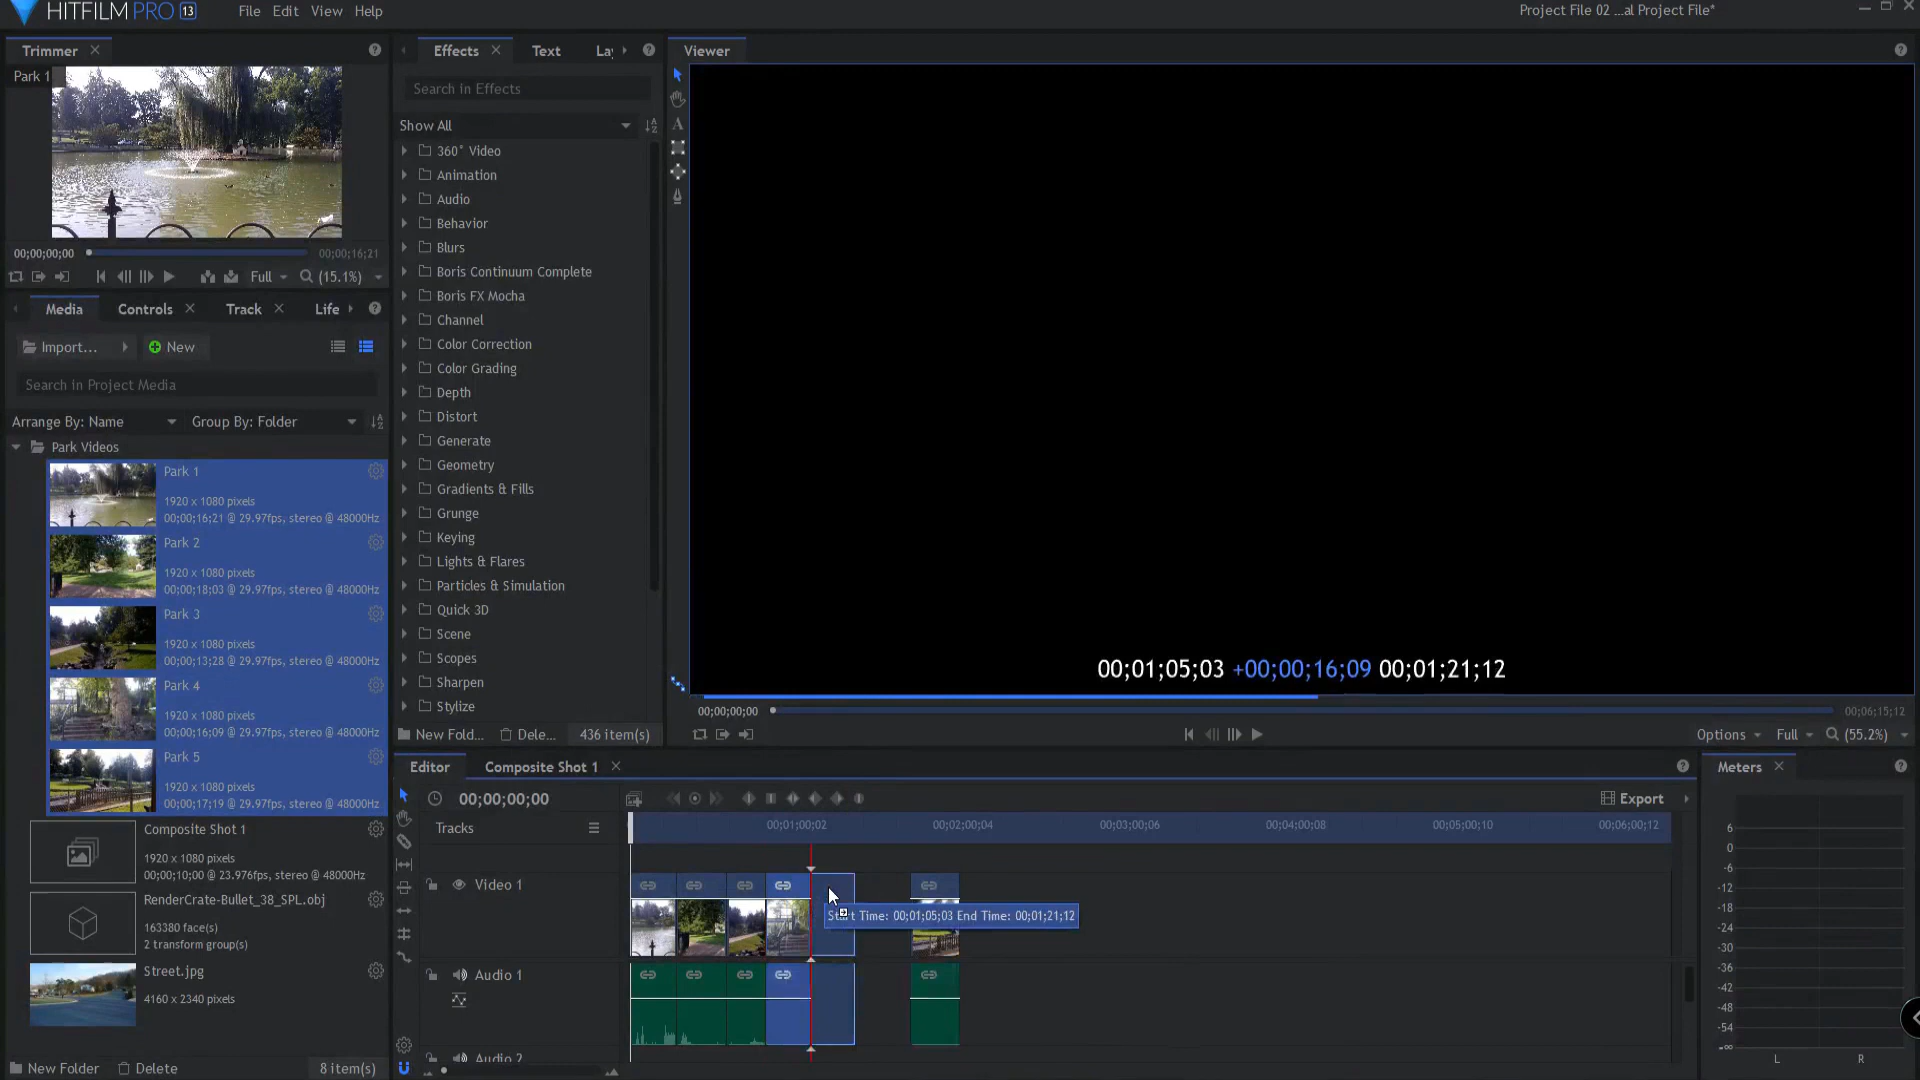 HITFILM PRO 13
File Edit View Help
Project File 02 ...al Project File*
Trimmer
Park 1
00;00;00;00
00;00;16;21
Full
(15.1%)
Media
Controls
Track
Life
Import...
New
Search in Project Media
Arrange By: Name
Group By: Folder
Park Videos
Park 1
1920 x 1080 pixels
00;00;16;21 @ 29.97fps, stereo @ 48000Hz
Park 2
1920 x 1080 pixels
00;00;18;03 @ 29.97fps, stereo @ 48000Hz
Park 3
1920 x 1080 pixels
00;00;13;28 @ 29.97fps, stereo @ 48000Hz
Park 4
1920 x 1080 pixels
00;00;16;09 @ 29.97fps, stereo @ 48000Hz
Park 5
1920 x 1080 pixels
00;00;17;19 @ 29.97fps, stereo @ 48000Hz
Composite Shot 1
1920 x 1080 pixels
00;00;10;00 @ 23.976fps, stereo @ 48000Hz
RenderCrate-Bullet_38_SPL.obj
163380 face(s)
2 transform group(s)
Street.jpg
4160 x 2340 pixels
New Folder
Delete
8 item(s)
Effects
Text
Lay
Search in Effects
Show All
360° Video
Animation
Audio
Behavior
Blurs
Boris Continuum Complete
Boris FX Mocha
Channel
Color Correction
Color Grading
Depth
Distort
Generate
Geometry
Gradients & Fills
Grunge
Keying
Lights & Flares
Particles & Simulation
Quick 3D
Scene
Scopes
Sharpen
Stylize
New Fold...
Dele...
436 item(s)
Viewer
00;01;05;03 +00;00;16;09 00;01;21;12
00;00;00;00
00;06;15;12
Options
Full
(55.2%)
Editor
Composite Shot 1
00;00;00;00
Export
Tracks
00;01;00;02
00;02;00;04
00;03;00;06
00;04;00;08
00;05;00;10
00;06;00;12
Video 1
Start Time: 00;01;05;03 End Time: 00;01;21;12
Audio 1
Audio 2
Meters
6
0
-6
-12
-18
-24
-30
-36
-42
-48
-54
-∞
L
R